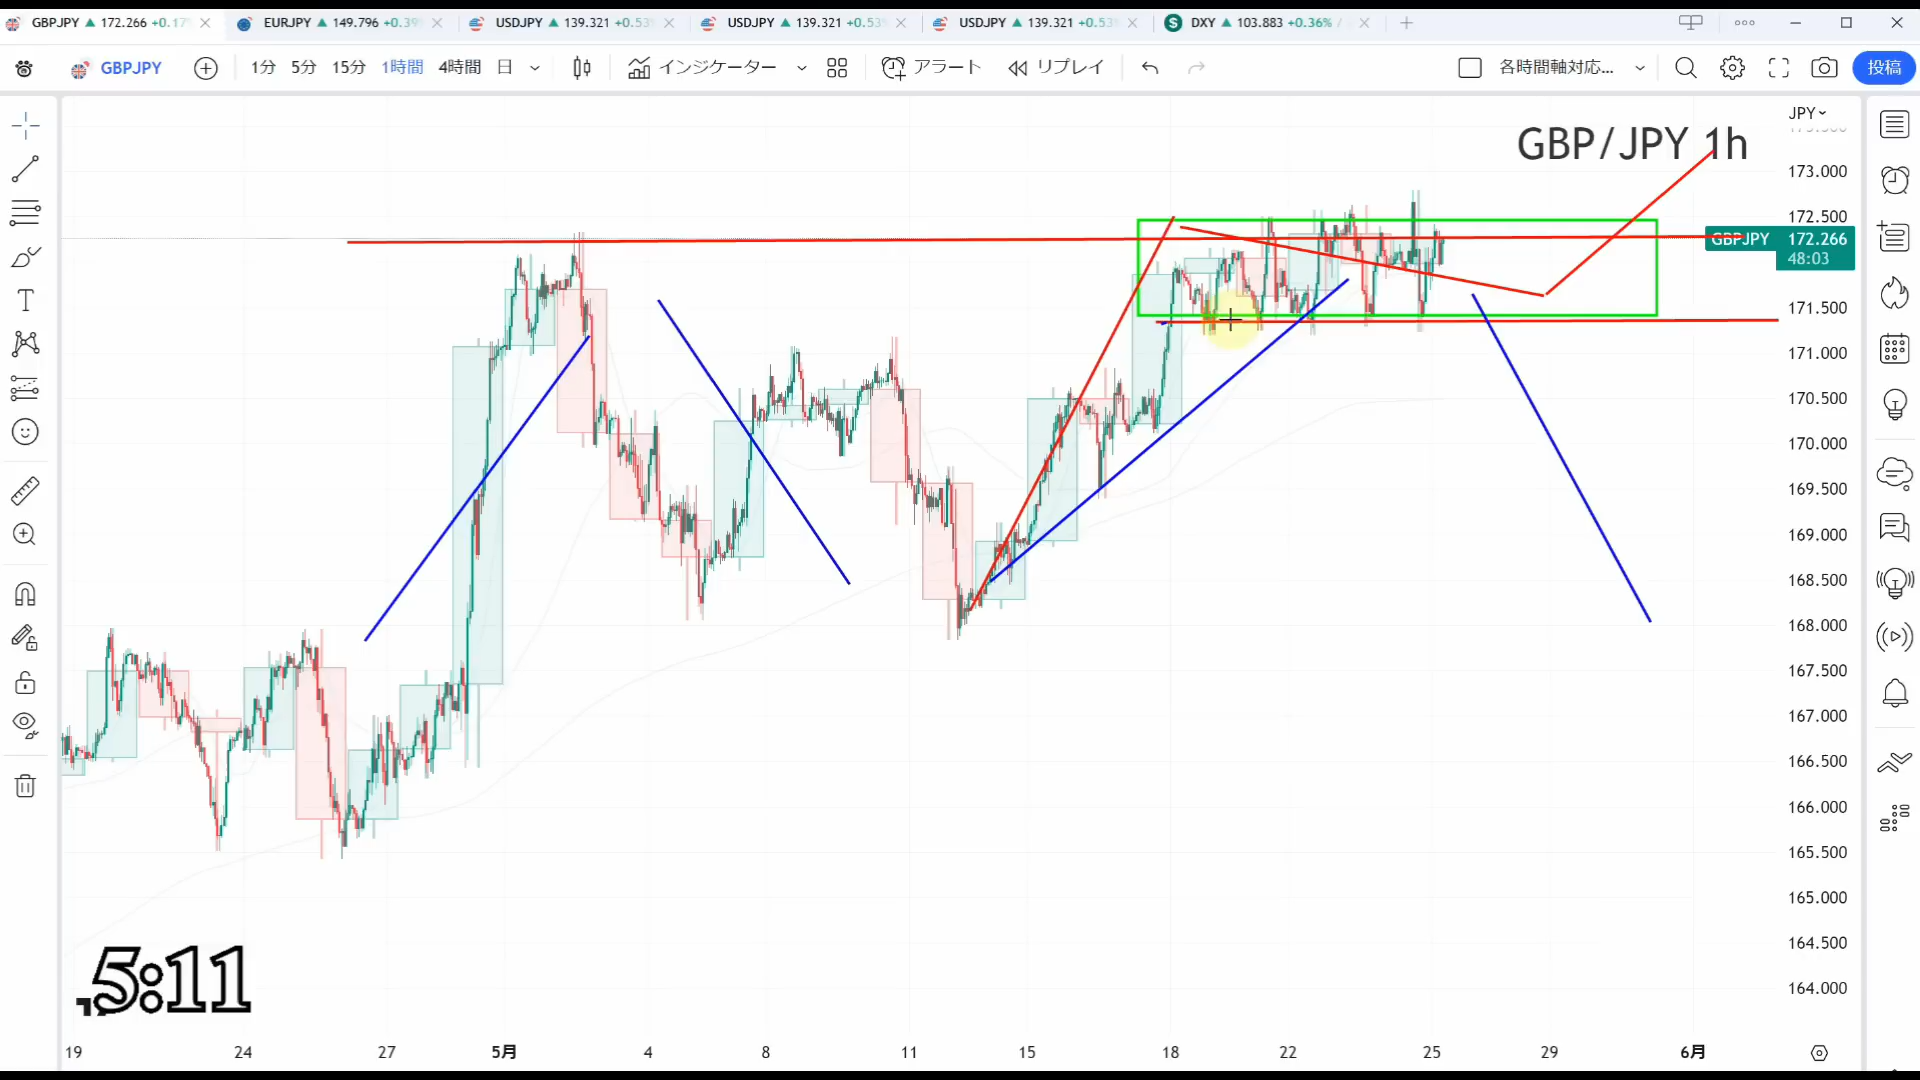 GBPJPY ▲ 172.266 +0.17
EURJPY ▲ 149.796 +0.39
USDJPY ▲ 139.321 +0.53
USDJPY ▲ 139.321 +0.53
USDJPY ▲ 139.321 +0.53
DXY ▲ 103.883 +0.36%
GBPJPY
1分
5分
15分
1時間
4時間
日
インジケーター
アラート
リプレイ
各時間軸対応...
投稿
JPY
GBP/JPY 1h
173.000
172.500
GBPJPY 172.266
48:03
171.500
171.000
170.500
170.000
169.500
169.000
168.500
168.000
167.500
167.000
166.500
166.000
165.500
165.000
164.500
164.000
5:11
19
24
27
5月
4
8
11
15
18
22
25
29
6月